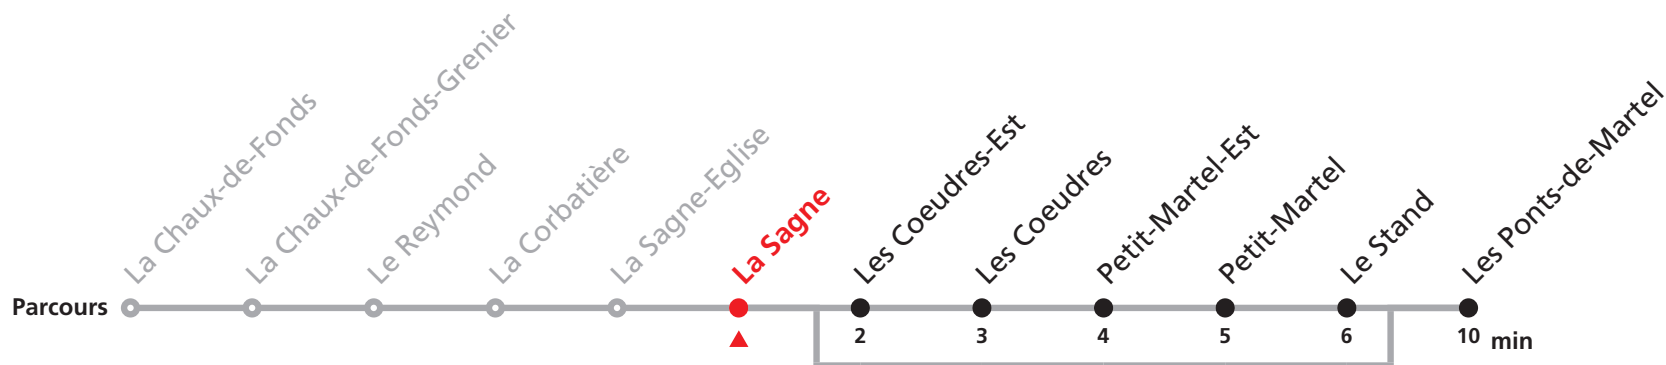 La Chaux-de-Fonds
La Chaux-de-Fonds-Grenier
Le Reymond
La Corbatière
La Sagne-Eglise
La Sagne
Les Coeudres-Est
Les Coeudres
Petit-Martel-Est
Petit-Martel
Le Stand
Les Ponts-de-Martel
Parcours
2 3 4 5 6 10 min